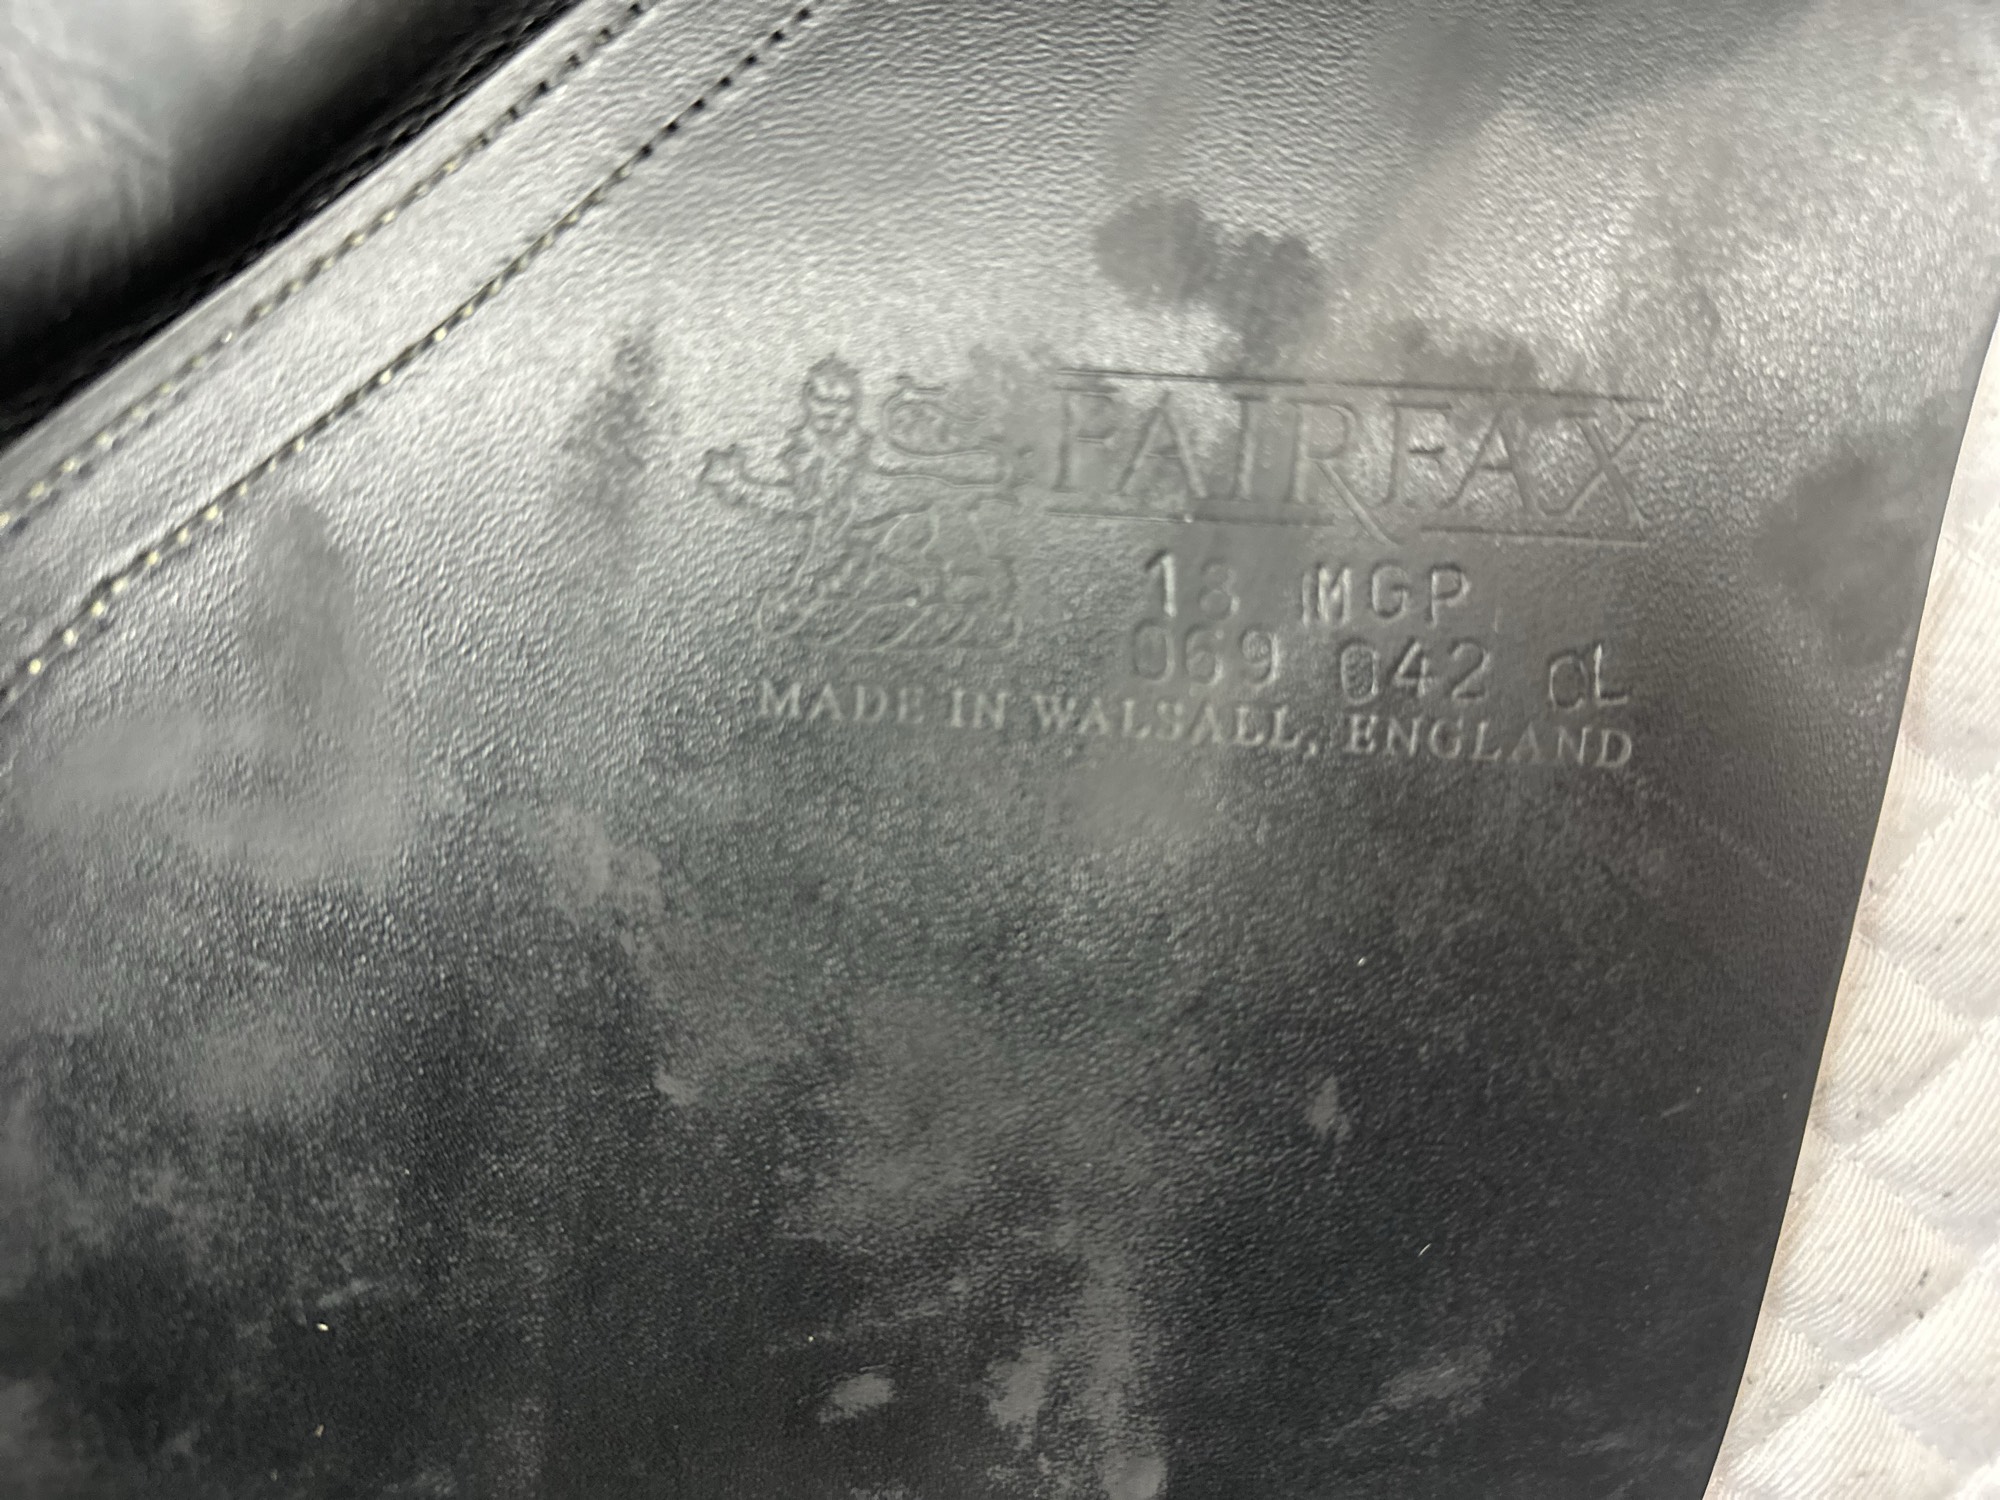 FAIRFAX
18 MGP
069 042 CL
MADE IN WALSALL, ENGLAND